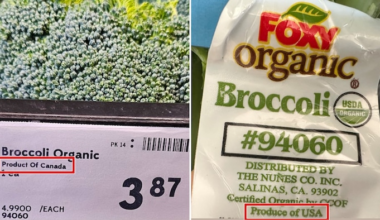 PK 14
Broccoli Organic
Product Of Canada
1 ea
3 87
4.9900 /EACH
94060
FOXY
organic
Broccoli
USDA
ORGANIC
#94060
DISTRIBUTED BY
THE NUÑES CO. INC.
SALINAS, CA. 93902
Certified Organic by CCOF
Produce of USA